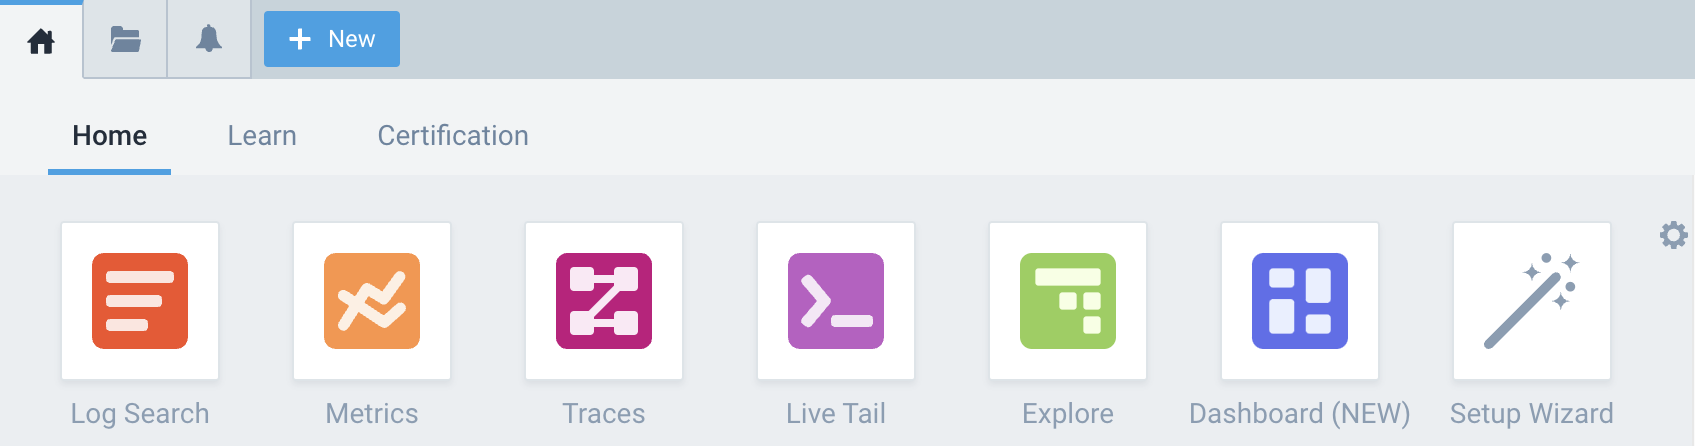 New
Home Learn Certification
Log Search Metrics Traces Live Tail Explore Dashboard (NEW) Setup Wizard